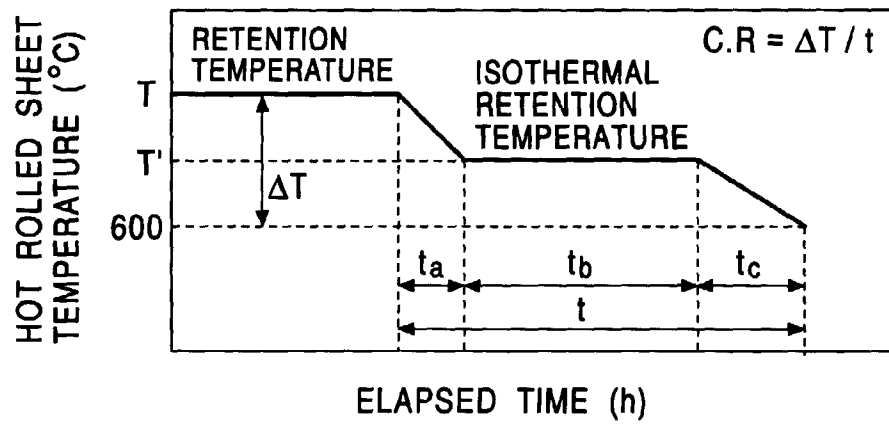 RETENTION
TEMPERATURE
C.R = ΔT / t
ISOTHERMAL
RETENTION
TEMPERATURE
HOT ROLLED SHEET
TEMPERATURE (°C)
T
T'
ΔT
600
ta
tb
tc
t
ELAPSED TIME (h)